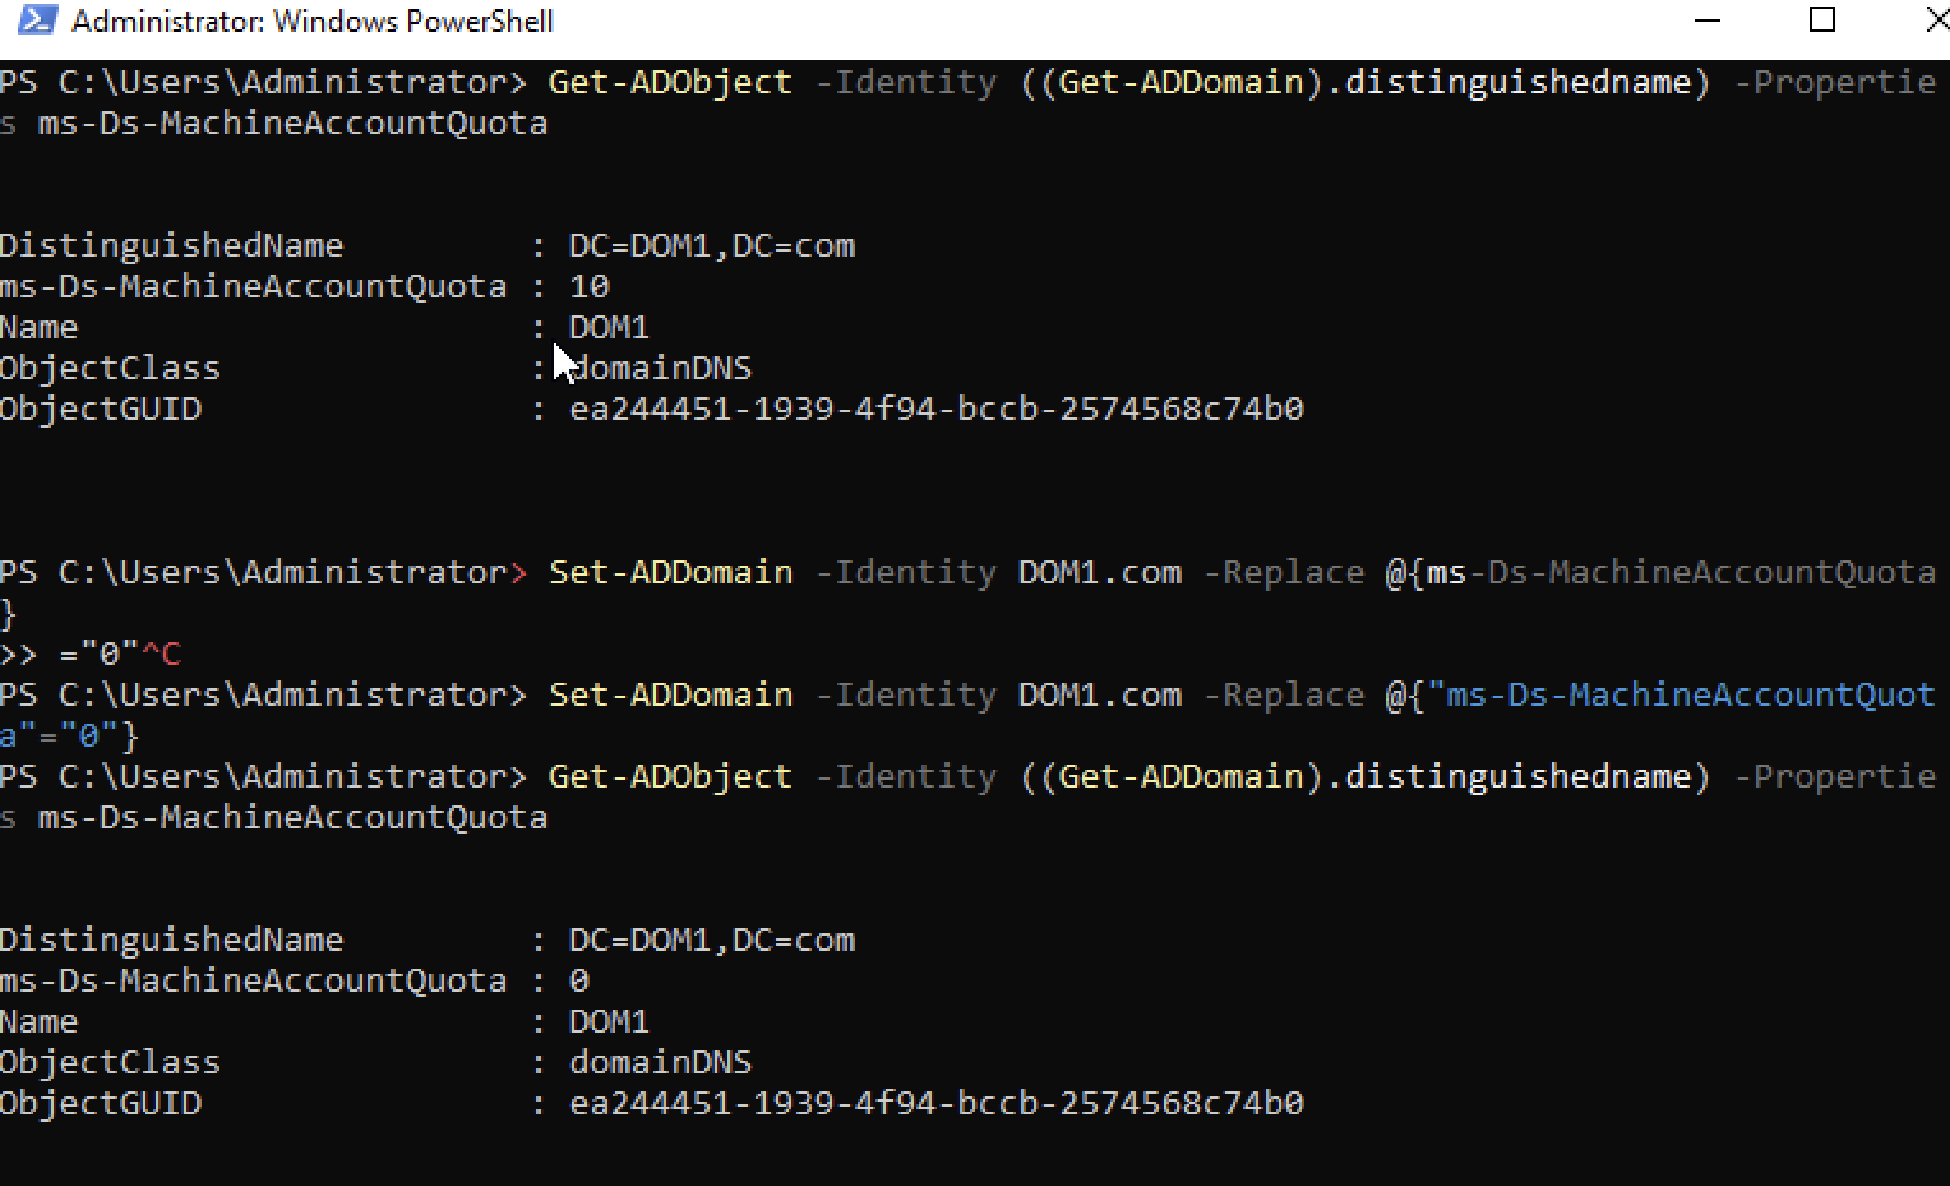 Administrator: Windows PowerShell
PS C:\Users\Administrator> Get-ADObject -Identity ((Get-ADDomain).distinguishedname) -Propertie
s ms-Ds-MachineAccountQuota
DistinguishedName : DC=DOM1,DC=com
ms-Ds-MachineAccountQuota : 10
Name : DOM1
ObjectClass : domainDNS
ObjectGUID : ea244451-1939-4f94-bccb-2574568c74b0
PS C:\Users\Administrator> Set-ADDomain -Identity DOM1.com -Replace @{ms-Ds-MachineAccountQuota
}
>> ="0"^C
PS C:\Users\Administrator> Set-ADDomain -Identity DOM1.com -Replace @{"ms-Ds-MachineAccountQuot
a"="0"}
PS C:\Users\Administrator> Get-ADObject -Identity ((Get-ADDomain).distinguishedname) -Propertie
s ms-Ds-MachineAccountQuota
DistinguishedName : DC=DOM1,DC=com
ms-Ds-MachineAccountQuota : 0
Name : DOM1
ObjectClass : domainDNS
ObjectGUID : ea244451-1939-4f94-bccb-2574568c74b0